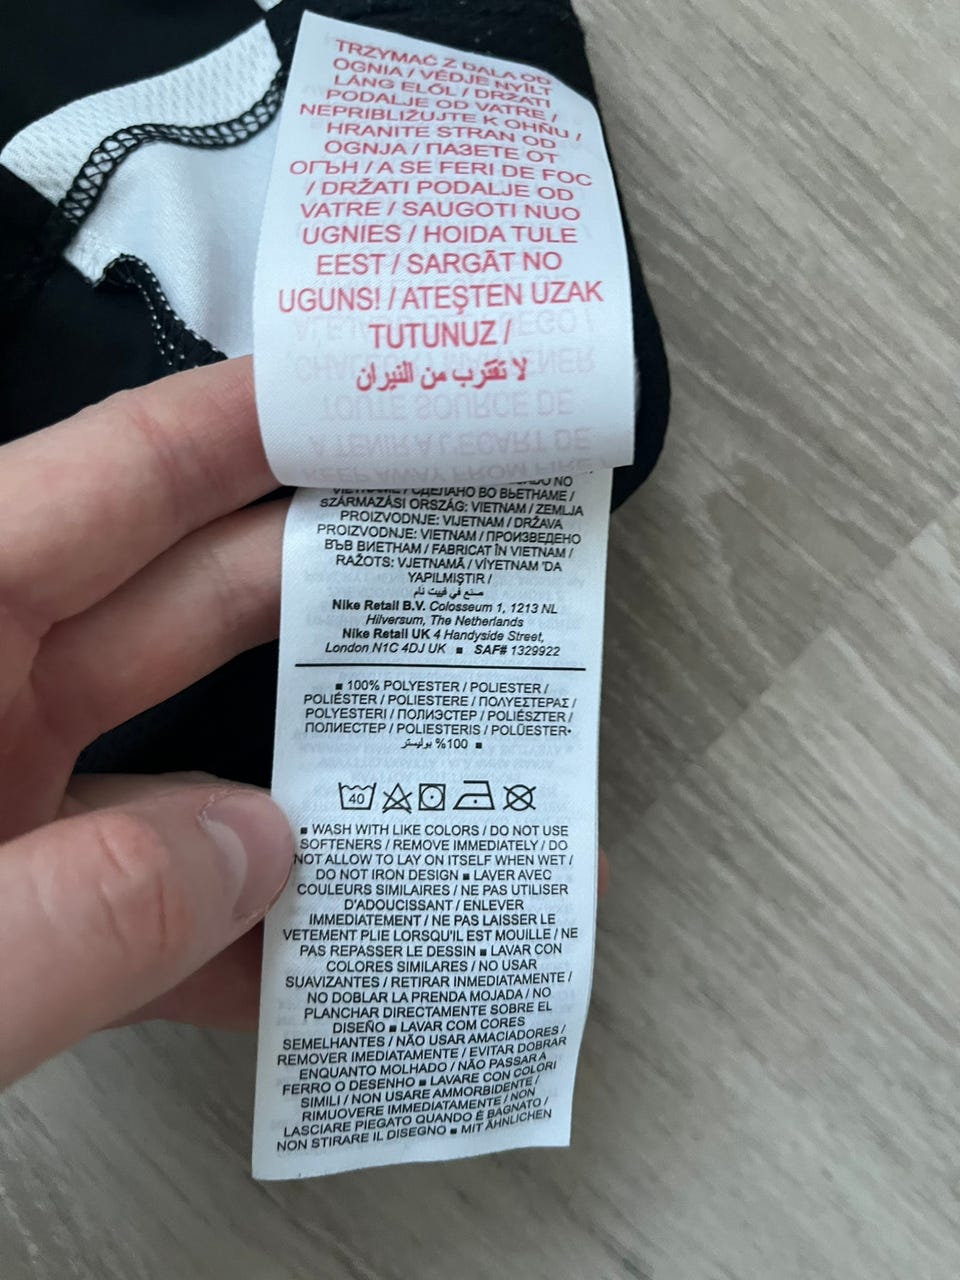 TRZYMAĆ Z DALA OD
OGNIA / VÉDJE NYÍLT
LÁNG ELŐL / DRŽATI
PODALJE OD VATRE /
NEPRIBLIŽUJTE K OHŇU /
HRANITE STRAN OD
OGNJA / ПАЗЕТЕ ОТ
ОГЪН / A SE FERI DE FOC
/ DRŽATI PODALJE OD
VATRE / SAUGOTI NUO
UGNIES / HOIDA TULE
EEST / SARGĀT NO
UGUNS! / ATEŞTEN UZAK
TUTUNUZ /
لا تقترب من النيران
NO
VIETNAME / СДЕЛАНО ВО ВЬЕТНАМЕ /
SZÁRMAZÁSI ORSZÁG: VIETNAM / ZEMLJA
PROIZVODNJE: VIJETNAM / DRŽAVA
PROIZVODNJE: VIETNAM / ПРОИЗВЕДЕНО
ВЪВ ВИЕТНАМ / FABRICAT ÎN VIETNAM /
RAŽOTS: VJETNAMĀ / VİYETNAM 'DA
YAPILMIŞTIR /
صنع في فييت نام
Nike Retail B.V. Colosseum 1, 1213 NL
Hilversum, The Netherlands
Nike Retail UK 4 Handyside Street,
London N1C 4DJ UK ■ SAF# 1329922
■ 100% POLYESTER / POLIESTER /
POLIÉSTER / POLIESTERE / ΠΟΛΥΕΣΤΕΡΑΣ /
POLYESTERI / ПОЛИЭСТЕР / POLIÉSZTER /
ПОЛИЕСТЕР / POLIESTERIS / POLÜESTER•
■ 100% بوليستر
40
■ WASH WITH LIKE COLORS / DO NOT USE
SOFTENERS / REMOVE IMMEDIATELY / DO
NOT ALLOW TO LAY ON ITSELF WHEN WET /
DO NOT IRON DESIGN ■ LAVER AVEC
COULEURS SIMILAIRES / NE PAS UTILISER
D'ADOUCISSANT / ENLEVER
IMMEDIATEMENT / NE PAS LAISSER LE
VETEMENT PLIE LORSQU'IL EST MOUILLE / NE
PAS REPASSER LE DESSIN ■ LAVAR CON
COLORES SIMILARES / NO USAR
SUAVIZANTES / RETIRAR INMEDIATAMENTE /
NO DOBLAR LA PRENDA MOJADA / NO
PLANCHAR DIRECTAMENTE SOBRE EL
DISEÑO ■ LAVAR COM CORES
SEMELHANTES / NÃO USAR AMACIADORES /
REMOVER IMEDIATAMENTE / EVITAR DOBRAR
ENQUANTO MOLHADO / NÃO PASSAR A
FERRO O DESENHO ■ LAVARE CON COLORI
SIMILI / NON USARE AMMORBIDENTE /
RIMUOVERE IMMEDIATAMENTE / NON
LASCIARE PIEGATO QUANDO È BAGNATO /
NON STIRARE IL DISEGNO ■ MIT ÄHNLICHEN